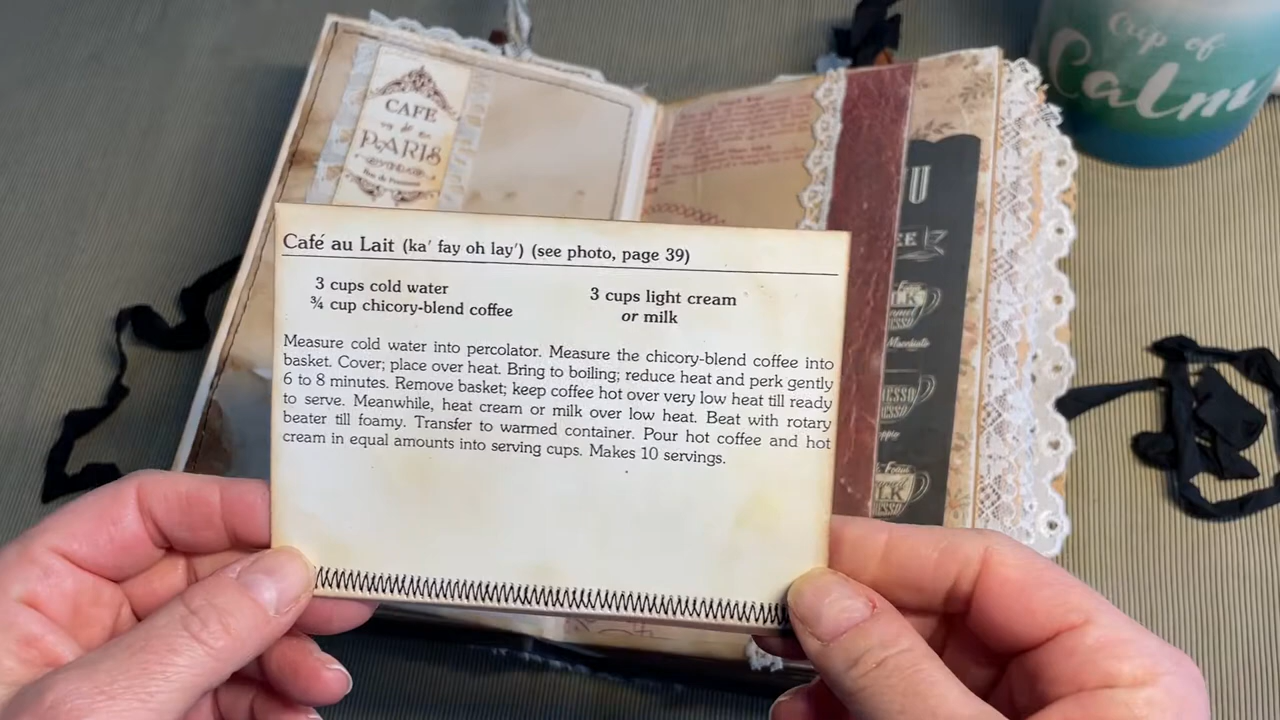 Cup of
Calm
CAFE
de
PARIS
Café au Lait (ka′ fay oh lay′) (see photo, page 39)
3 cups cold water
¾ cup chicory-blend coffee
3 cups light cream
or milk
Measure cold water into percolator. Measure the chicory-blend coffee into
basket. Cover; place over heat. Bring to boiling; reduce heat and perk gently
6 to 8 minutes. Remove basket; keep coffee hot over very low heat till ready
to serve. Meanwhile, heat cream or milk over low heat. Beat with rotary
beater till foamy. Transfer to warmed container. Pour hot coffee and hot
cream in equal amounts into serving cups. Makes 10 servings.